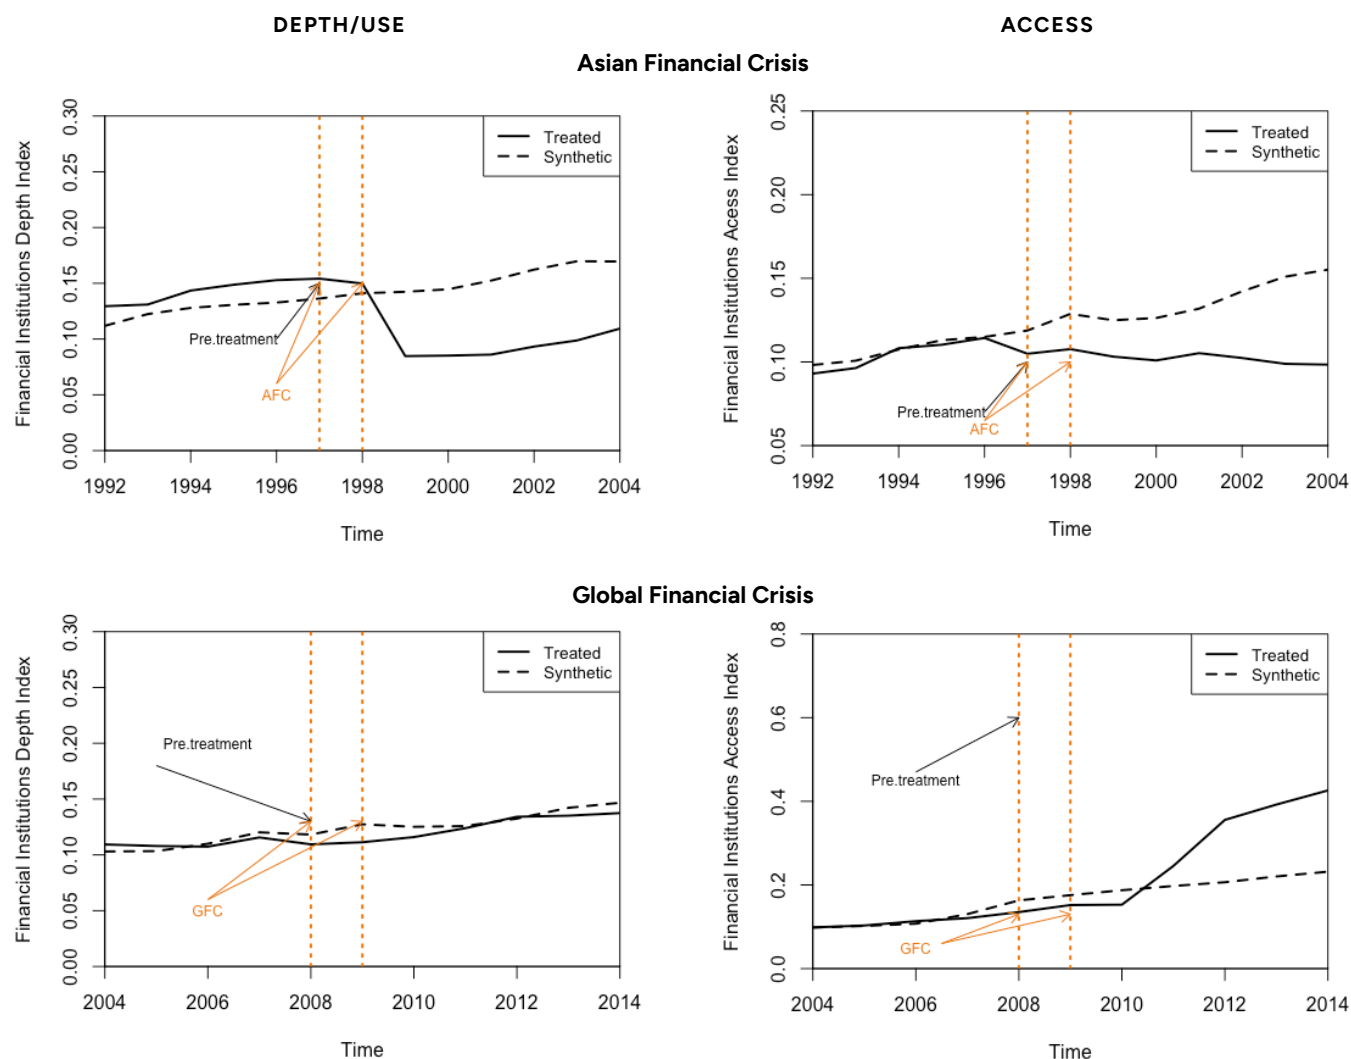 DEPTH/USE
ACCESS
Asian Financial Crisis
Financial Institutions Depth Index
0.00 0.05 0.10 0.15 0.20 0.25 0.30
Treated
Synthetic
Pre.treatment
AFC
1992 1994 1996 1998 2000 2002 2004
Time
Financial Institutions Acess Index
0.05 0.10 0.15 0.20 0.25
Treated
Synthetic
Pre.treatment
AFC
1992 1994 1996 1998 2000 2002 2004
Time
Global Financial Crisis
Financial Institutions Depth Index
0.00 0.05 0.10 0.15 0.20 0.25 0.30
Treated
Synthetic
Pre.treatment
GFC
2004 2006 2008 2010 2012 2014
Time
Financial Institutions Access Index
0.0 0.2 0.4 0.6 0.8
Treated
Synthetic
Pre.treatment
GFC
2004 2006 2008 2010 2012 2014
Time